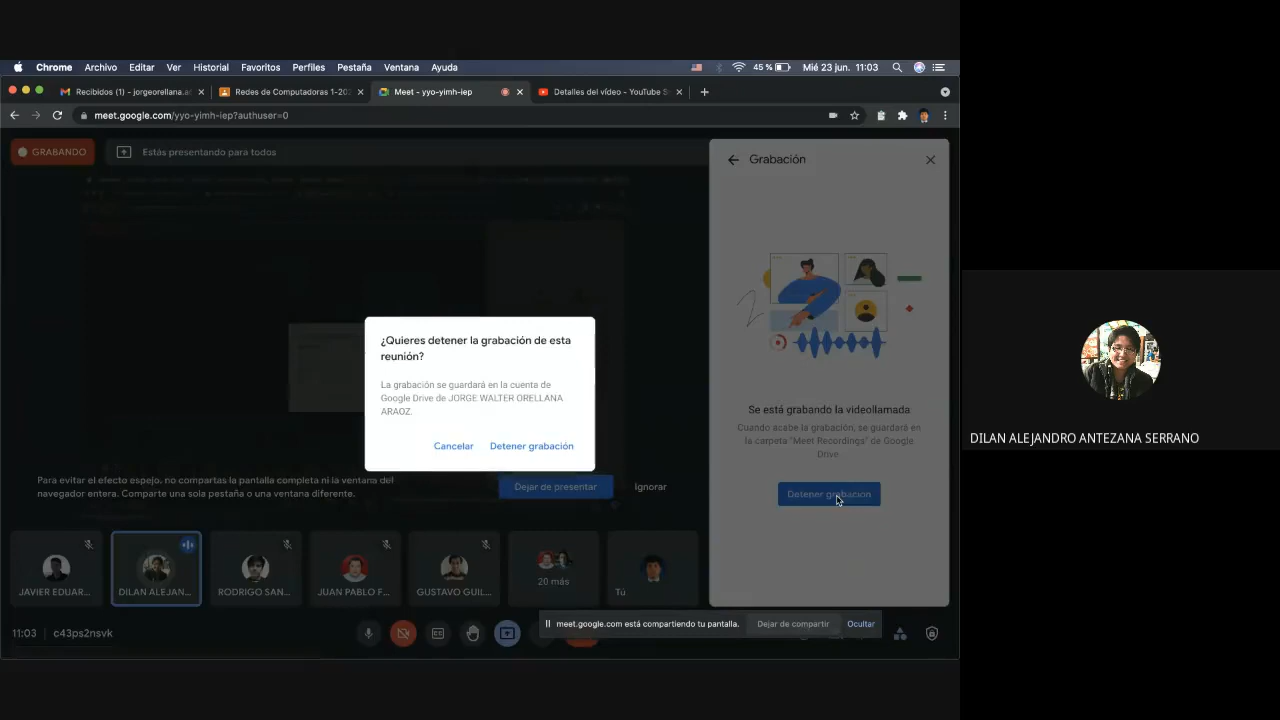 Chrome Archivo Editar Ver Historial Favoritos Perfiles Pestaña Ventana Ayuda 45 % Mié 23 jun. 11:03
Recibidos (1) - jorgeorellana.a
Redes de Computadoras 1-20
Meet - yyo-yimh-iep
Detalles del vídeo - YouTube S
meet.google.com/yyo-yimh-iep?authuser=0
GRABANDO
Estás presentando para todos
Grabación
¿Quieres detener la grabación de esta
reunión?
La grabación se guardará en la cuenta de
Google Drive de JORGE WALTER ORELLANA
ARAOZ.
Cancelar Detener grabación
Se está grabando la videollamada
Cuando acabe la grabación, se guardará en
la carpeta "Meet Recordings" de Google
Drive.
Detener grabación
Para evitar el efecto espejo, no compartas la pantalla completa ni la ventana del
navegador entera. Comparte una sola pestaña o una ventana diferente.
Dejar de presentar
Ignorar
JAVIER EDUAR...
DILAN ALEJAN...
RODRIGO SAN...
JUAN PABLO F...
GUSTAVO GUIL...
20 más
Tú
11:03 | c43ps2nsvk
meet.google.com está compartiendo tu pantalla.
Dejar de compartir
Ocultar
DILAN ALEJANDRO ANTEZANA SERRANO